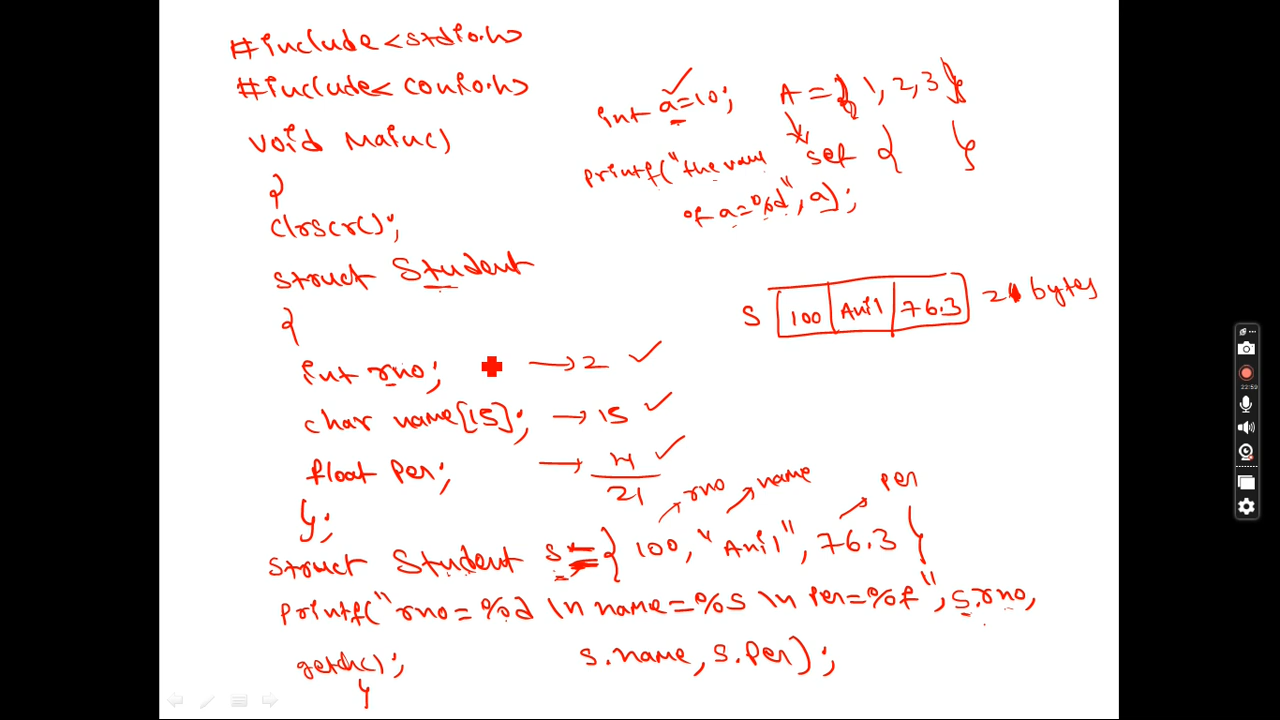 #include<stdio.h>
#include<conio.h>
void main()
{
clrscr();
struct Student
{
int rno; → 2 ✓
char name[15]; → 15 ✓
float per; → 4 ✓
21
};
struct Student s={ 100, "Anil", 76.3 }
rno name per
printf("rno=%d \n name=%s \n per=%f", s.rno,
s.name, s.per);
getch();
}
int a=10;
printf("the
of a=%d", a);
A = { 1, 2, 3 }
set { }
S 100 Anil 76.3 21 bytes
22:59